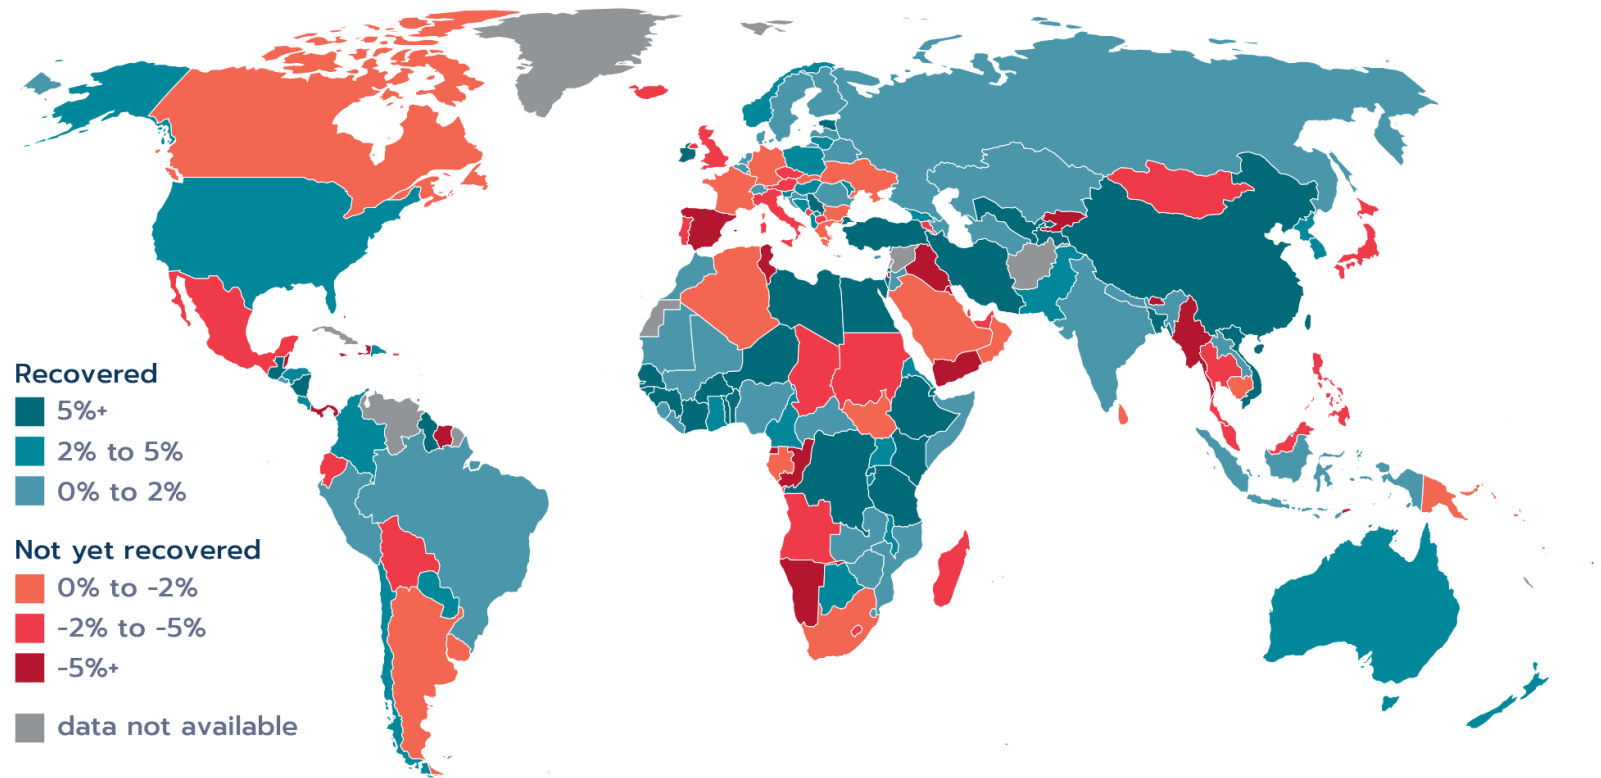 Recovered
5%+
2% to 5%
0% to 2%
Not yet recovered
0% to -2%
-2% to -5%
-5%+
data not available